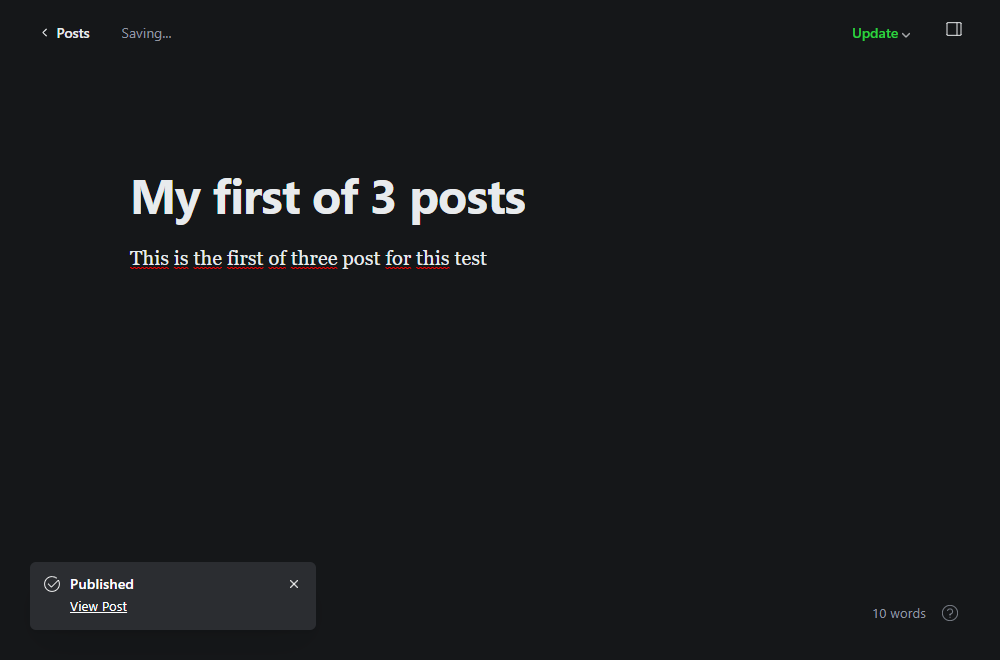 Posts
Saving...
Update
My first of 3 posts
This is the first of three post for this test
Published
View Post
10 words
?